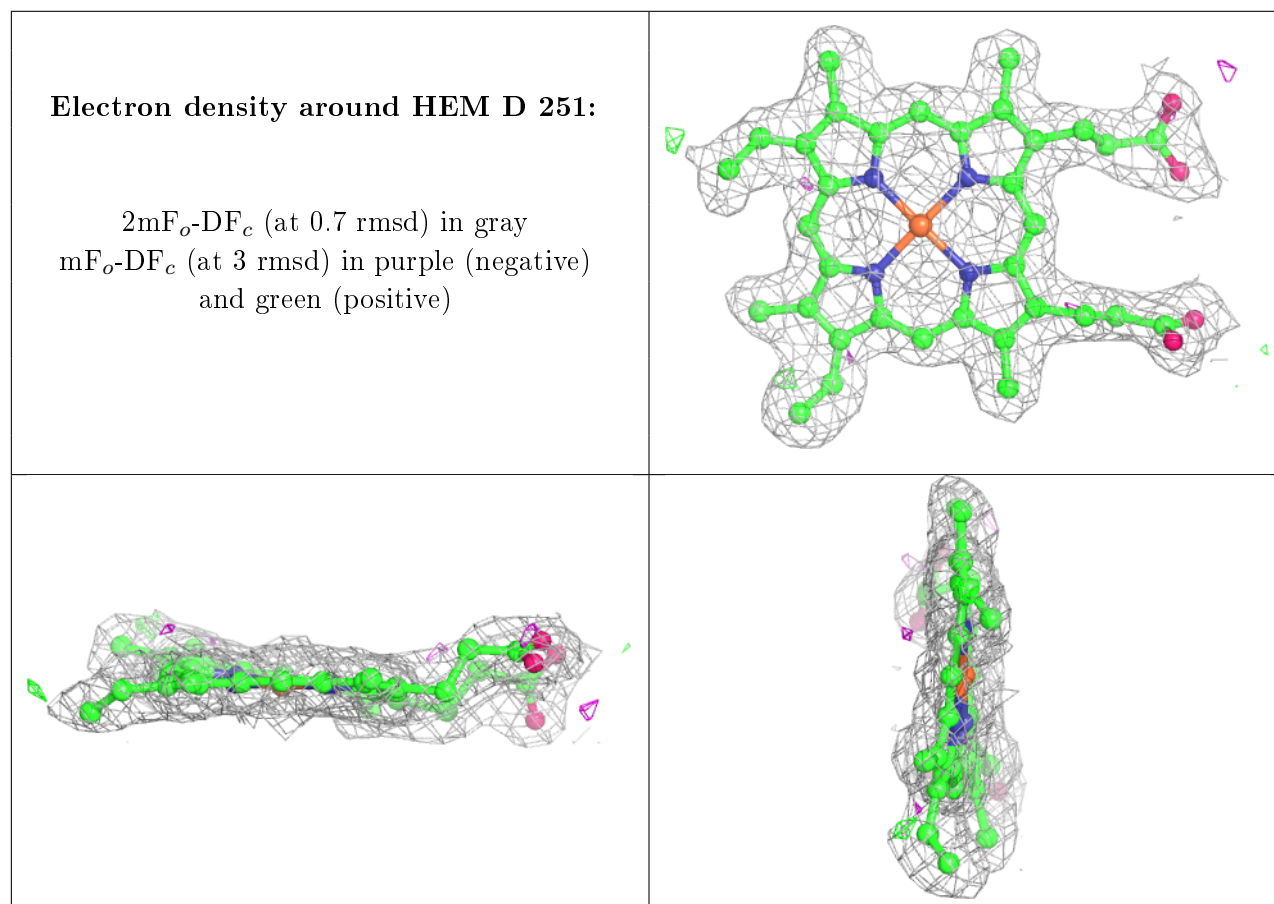 Electron density around HEM D 251:
2mFₒ-DF𝑐 (at 0.7 rmsd) in gray
mFₒ-DF𝑐 (at 3 rmsd) in purple (negative)
and green (positive)